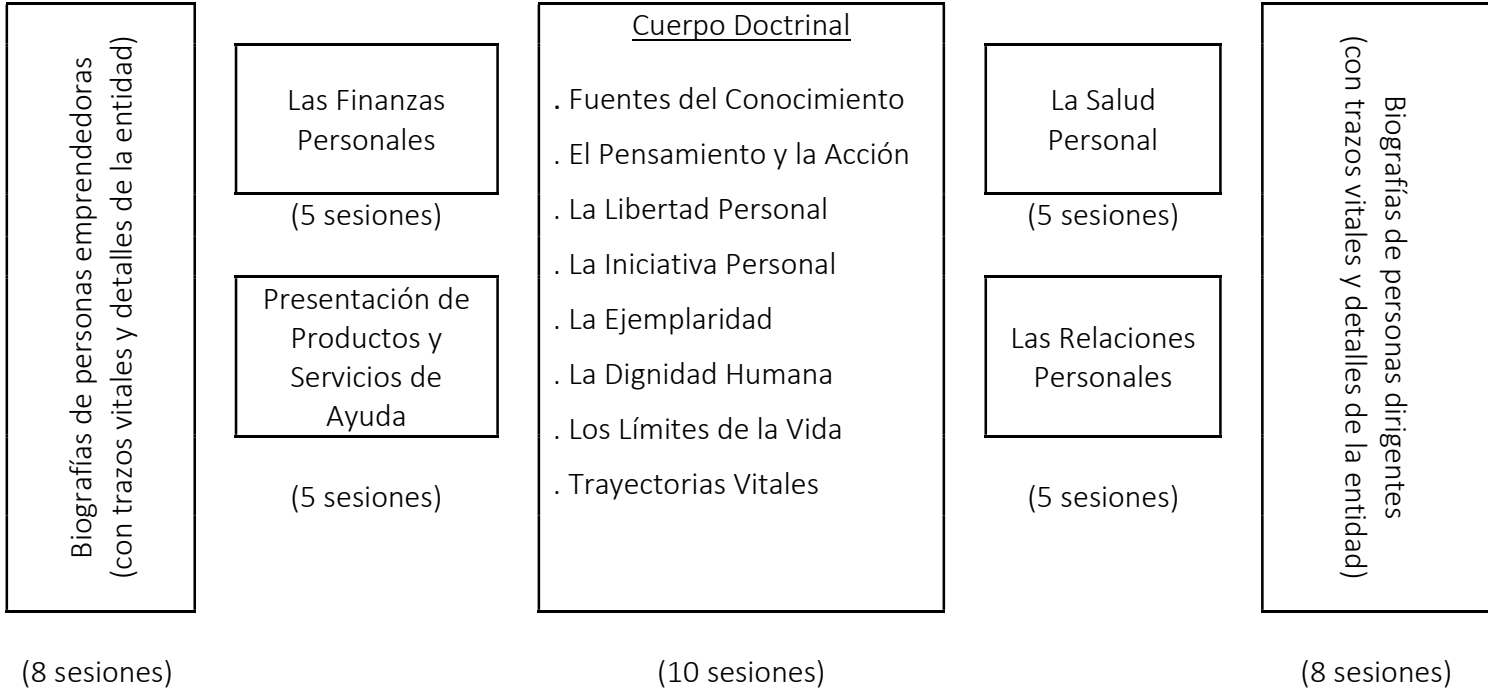 Biografías de personas emprendedoras
(con trazos vitales y detalles de la entidad)
(8 sesiones)
Las Finanzas
Personales
(5 sesiones)
Presentación de
Productos y
Servicios de
Ayuda
(5 sesiones)
Cuerpo Doctrinal
. Fuentes del Conocimiento
. El Pensamiento y la Acción
. La Libertad Personal
. La Iniciativa Personal
. La Ejemplaridad
. La Dignidad Humana
. Los Límites de la Vida
. Trayectorias Vitales
(10 sesiones)
La Salud
Personal
(5 sesiones)
Las Relaciones
Personales
(5 sesiones)
Biografías de personas dirigentes
(con trazos vitales y detalles de la entidad)
(8 sesiones)